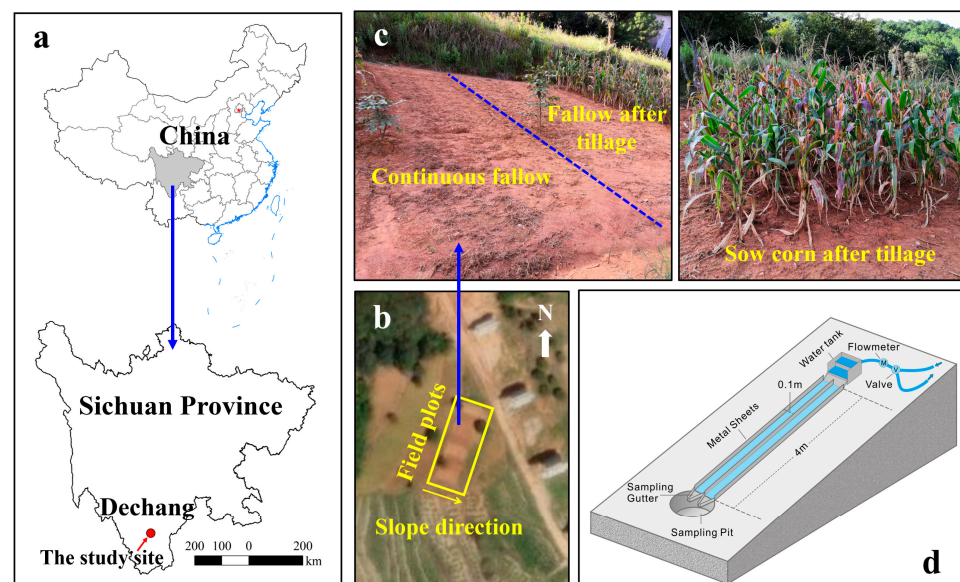 a
China
Sichuan Province
Dechang
The study site
200 100 0 200
km
c
Fallow after
tillage
Continuous fallow
Sow corn after tillage
b
N
Field plots
Slope direction
Water tank
Flowmeter
M V
Valve
0.1m
Metal Sheets
4m
Sampling
Gutter
Sampling Pit
d